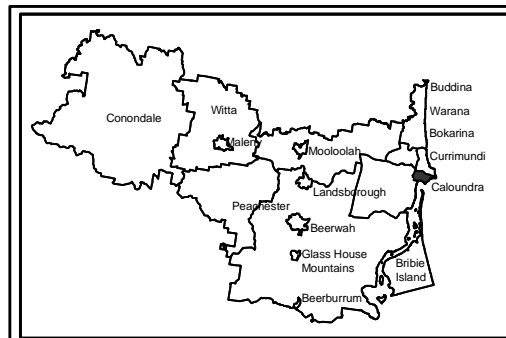 Buddina
Warana
Bokarina
Currimundi
Caloundra
Conondale
Witta
Maleny
Mooloolah
Landsborough
Peachester
Beerwah
Glass House
Mountains
Bribie
Island
Beerburrum